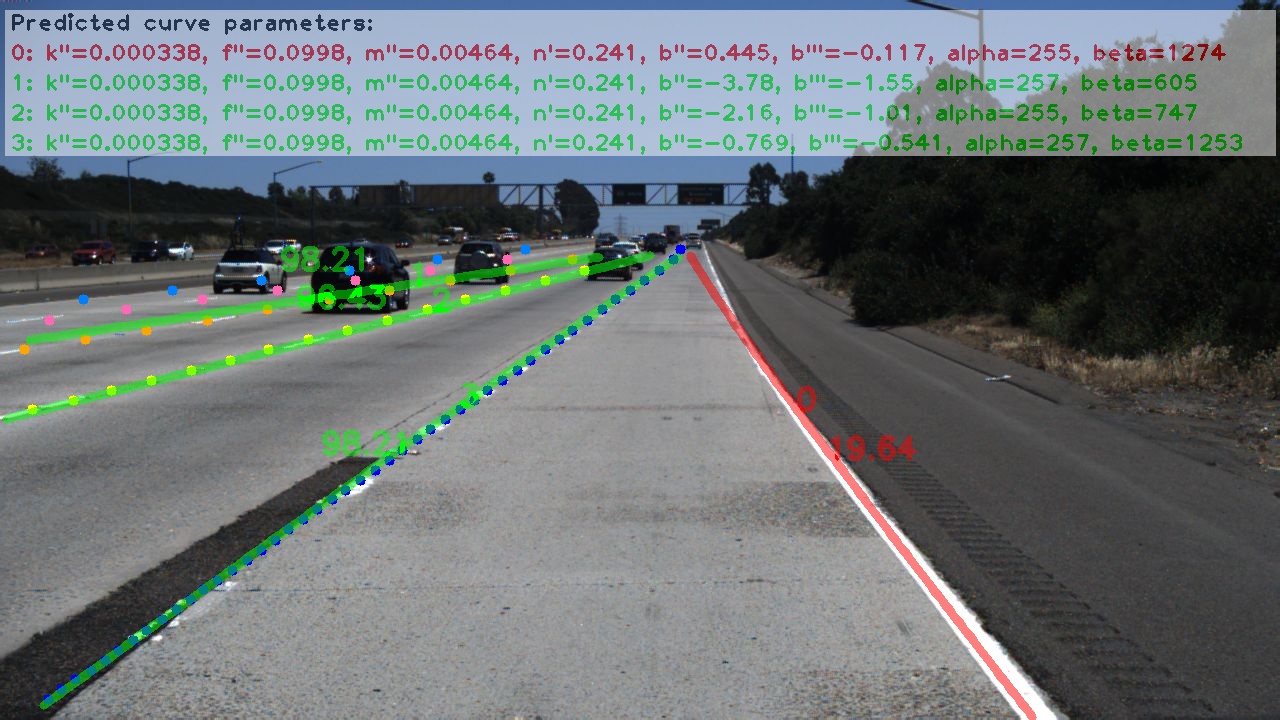 Predicted curve parameters:
0: k''=0.000338, f''=0.0998, m''=0.00464, n'=0.241, b''=0.445, b'''=−0.117, alpha=255, beta=1274
1: k''=0.000338, f''=0.0998, m''=0.00464, n'=0.241, b''=−3.78, b'''=−1.55, alpha=257, beta=605
2: k''=0.000338, f''=0.0998, m''=0.00464, n'=0.241, b''=−2.16, b'''=−1.01, alpha=255, beta=747
3: k''=0.000338, f''=0.0998, m''=0.00464, n'=0.241, b''=−0.769, b'''=−0.541, alpha=257, beta=1253
98.21
96.43
2
0
98.21
19.64